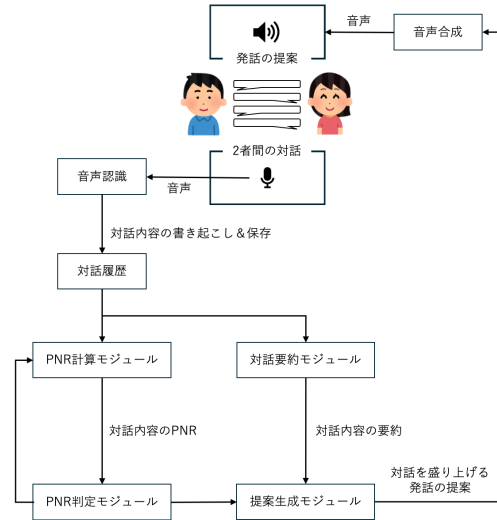 音声
音声合成
発話の提案
2者間の対話
音声認識
音声
対話内容の書き起こし＆保存
対話履歴
PNR計算モジュール
対話要約モジュール
対話内容のPNR
対話内容の要約
対話を盛り上げる
発話の提案
PNR判定モジュール
提案生成モジュール